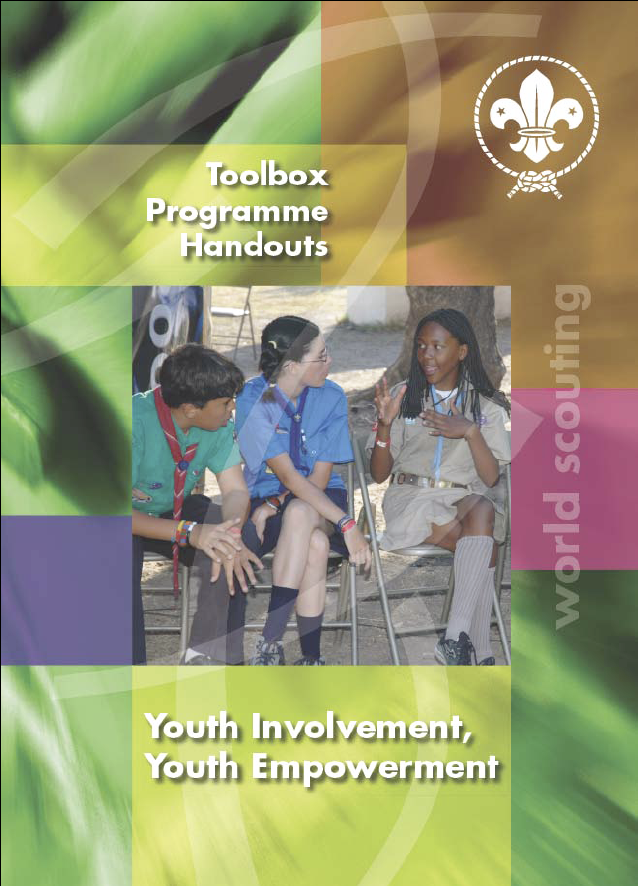 Toolbox
Programme
Handouts
world scouting
Youth Involvement,
Youth Empowerment